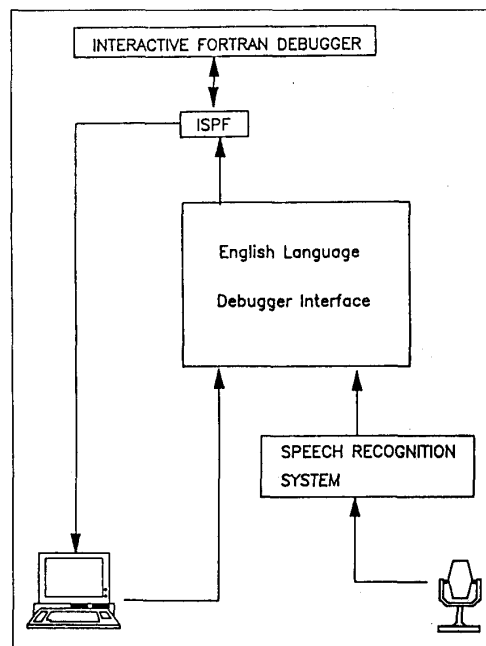 INTERACTIVE FORTRAN DEBUGGER
ISPF
English Language
Debugger Interface
SPEECH RECOGNITION
SYSTEM